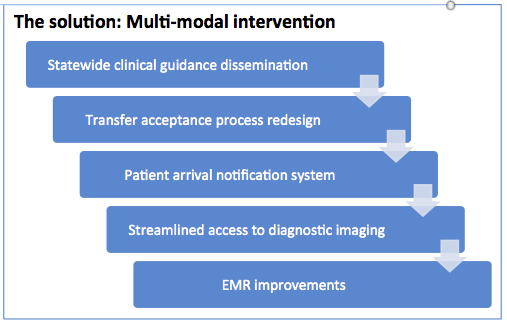 The solution: Multi-modal intervention
Statewide clinical guidance dissemination
Transfer acceptance process redesign
Patient arrival notification system
Streamlined access to diagnostic imaging
EMR improvements